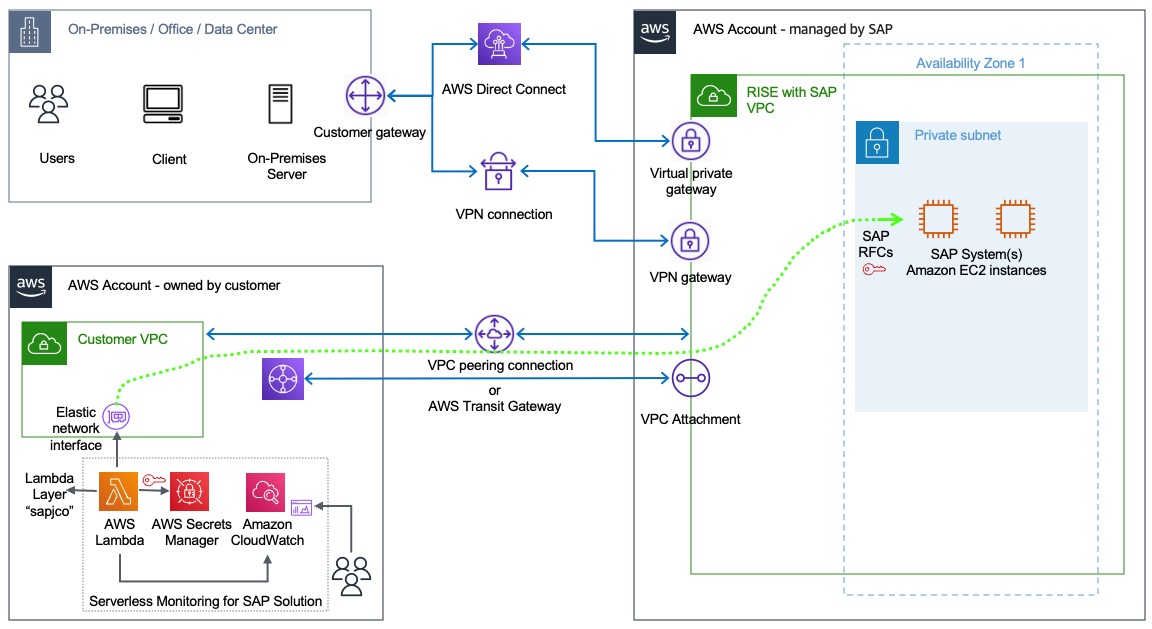 On-Premises / Office / Data Center
Users
Client
On-Premises
Server
Customer gateway
AWS Direct Connect
VPN connection
aws
AWS Account - managed by SAP
Availability Zone 1
RISE with SAP
VPC
Private subnet
Virtual private
gateway
VPN gateway
SAP
RFCs
SAP System(s)
Amazon EC2 instances
aws
AWS Account - owned by customer
Customer VPC
VPC peering connection
or
AWS Transit Gateway
VPC Attachment
Elastic
network
interface
Lambda
Layer
“sapjco”
AWS
Lambda
AWS Secrets
Manager
Amazon
CloudWatch
Serverless Monitoring for SAP Solution